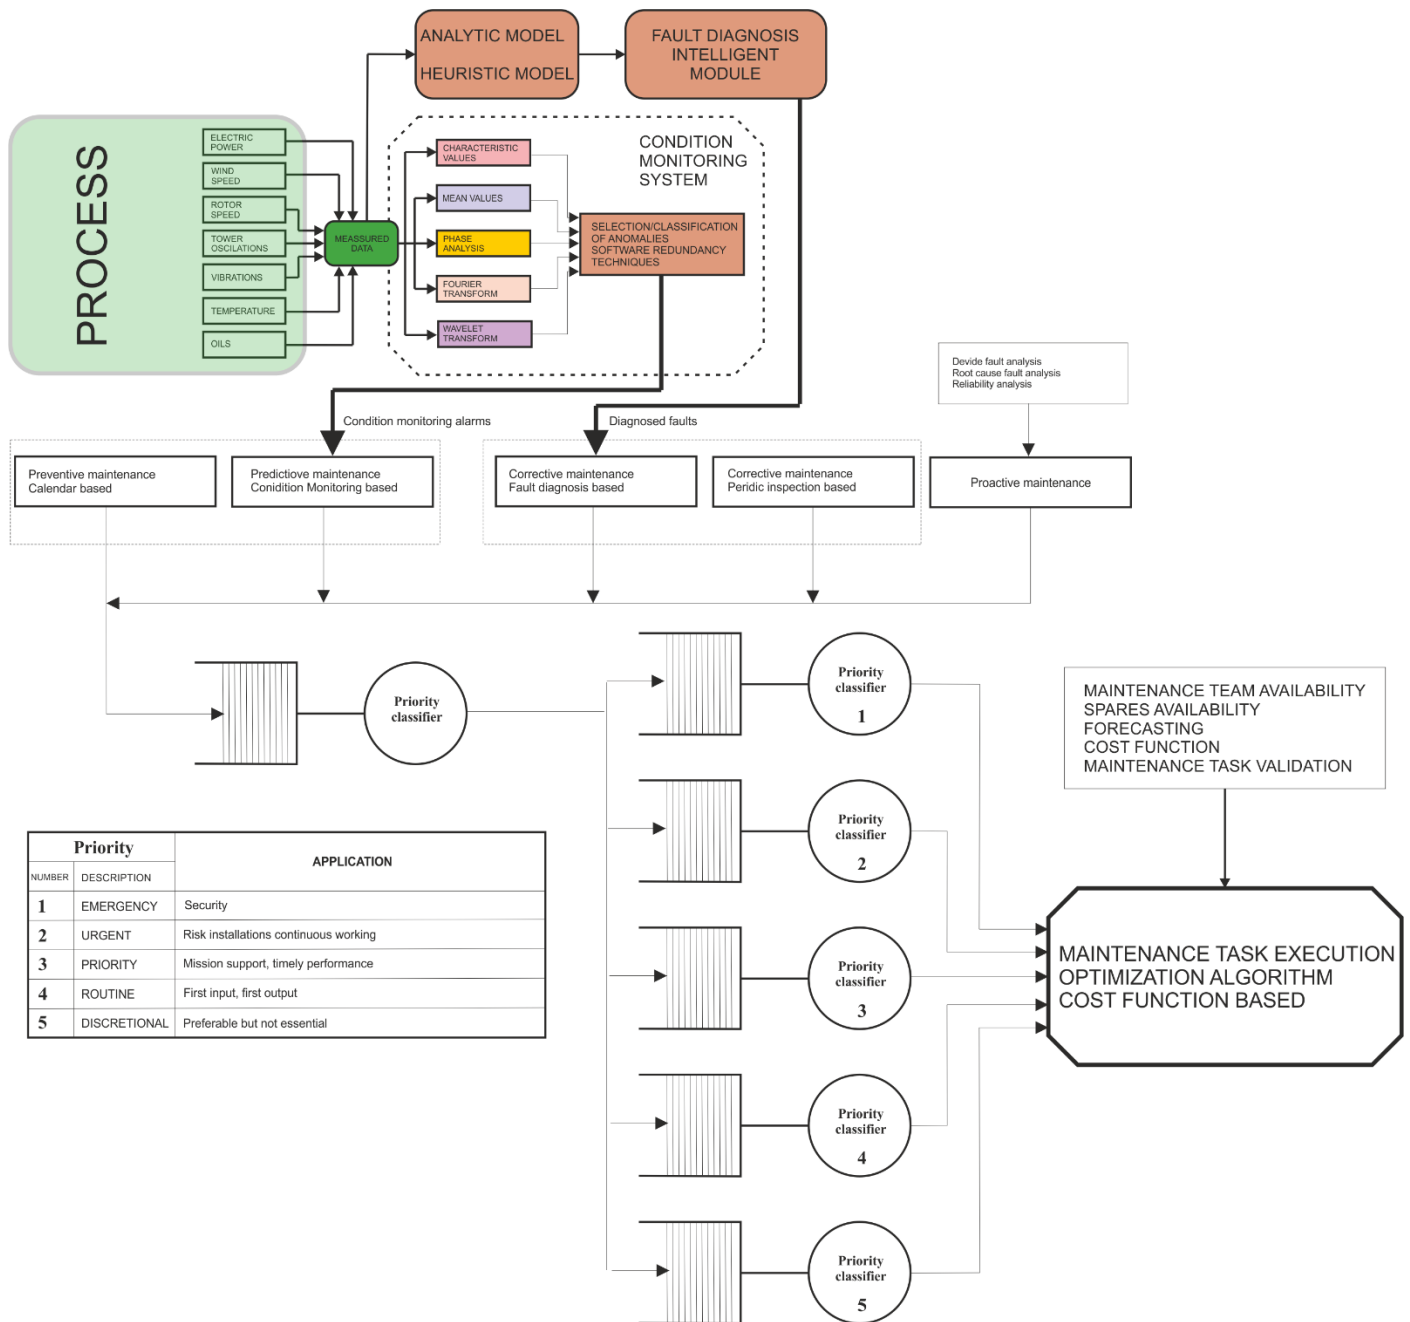 ANALYTIC MODEL
HEURISTIC MODEL
FAULT DIAGNOSIS
INTELLIGENT
MODULE
PROCESS
ELECTRIC
POWER
WIND
SPEED
ROTOR
SPEED
TOWER
OSCILATIONS
VIBRATIONS
TEMPERATURE
OILS
MEASSURED
DATA
CONDITION
MONITORING
SYSTEM
CHARACTERISTIC
VALUES
MEAN VALUES
PHASE
ANALYSIS
FOURIER
TRANSFORM
WAVELET
TRANSFORM
SELECTION/CLASSIFICATION
OF ANOMALIES
SOFTWARE REDUNDANCY
TECHNIQUES
Devide fault analysis
Root cause fault analysis
Reliability analysis
Condition monitoring alarms
Diagnosed faults
Preventive maintenance
Calendar based
Predictiove maintenance
Conidition Monitoring based
Corrective maintenance
Fault diagnosis based
Corrective maintenance
Peridic inspection based
Proactive maintenance
Priority
classifier
Priority
classifier
1
Priority
classifier
2
Priority
classifier
3
Priority
classifier
4
Priority
classifier
5
MAINTENANCE TEAM AVAILABILITY
SPARES AVAILABILITY
FORECASTING
COST FUNCTION
MAINTENANCE TASK VALIDATION
MAINTENANCE TASK EXECUTION
OPTIMIZATION ALGORITHM
COST FUNCTION BASED
Priority
APPLICATION
NUMBER DESCRIPTION
1 EMERGENCY Security
2 URGENT Risk installations continuous working
3 PRIORITY Mission support, timely performance
4 ROUTINE First input, first output
5 DISCRETIONAL Preferable but not essential